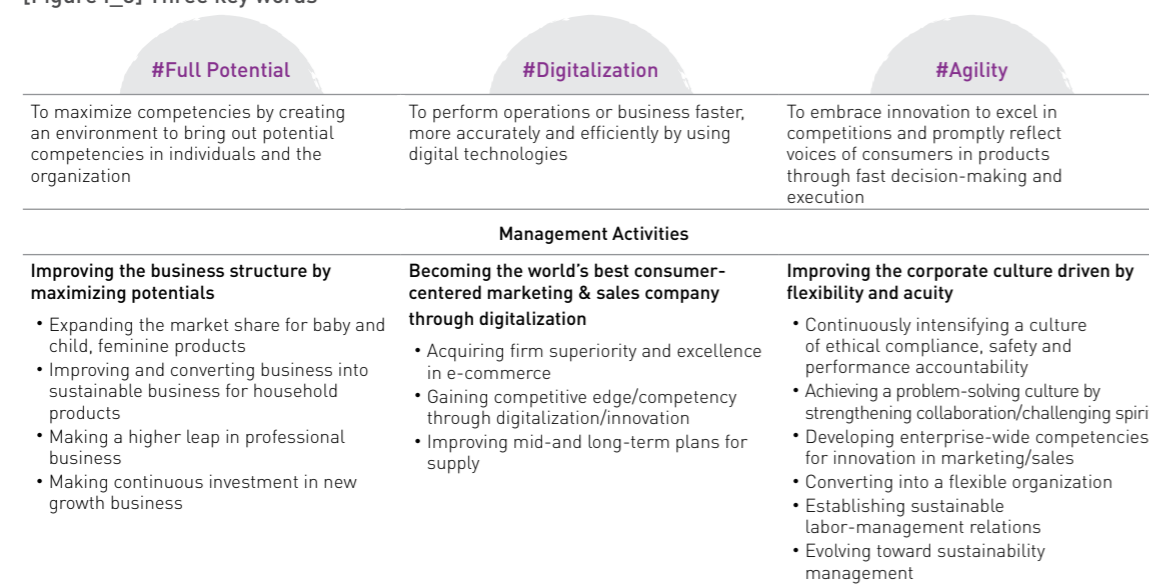 #Full Potential
To maximize competencies by creating
an environment to bring out potential
competencies in individuals and the
organization
#Digitalization
To perform operations or business faster,
more accurately and efficiently by using
digital technologies
#Agility
To embrace innovation to excel in
competitions and promptly reflect
voices of consumers in products
through fast decision-making and
execution
Management Activities
Improving the business structure by
maximizing potentials
• Expanding the market share for baby and
child, feminine products
• Improving and converting business into
sustainable business for household
products
• Making a higher leap in professional
business
• Making continuous investment in new
growth business
Becoming the world's best consumer-
centered marketing & sales company
through digitalization
• Acquiring firm superiority and excellence
in e-commerce
• Gaining competitive edge/competency
through digitalization/innovation
• Improving mid-and long-term plans for
supply
Improving the corporate culture driven by
flexibility and acuity
• Continuously intensifying a culture
of ethical compliance, safety and
performance accountability
• Achieving a problem-solving culture by
strengthening collaboration/challenging spiri
• Developing enterprise-wide competencies
for innovation in marketing/sales
• Converting into a flexible organization
• Establishing sustainable
labor-management relations
• Evolving toward sustainability
management